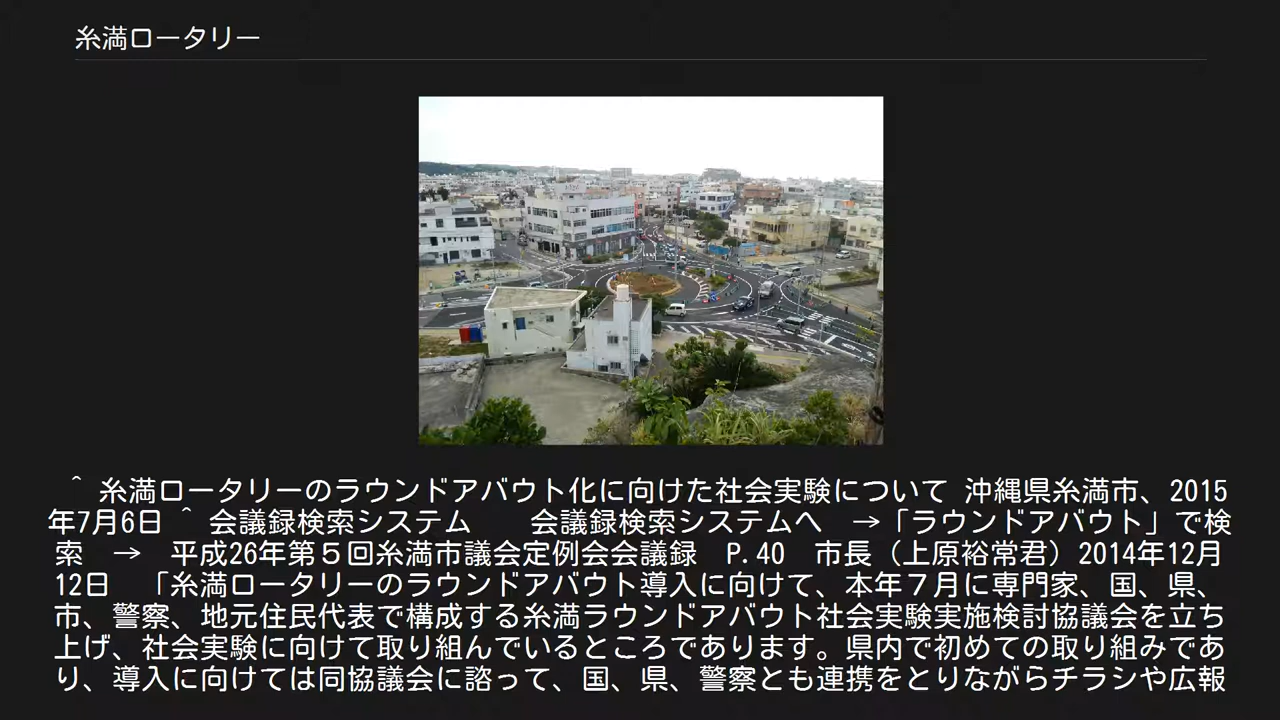 糸満ロータリー
^ 糸満ロータリーのラウンドアバウト化に向けた社会実験について 沖縄県糸満市、2015
年7月6日 ^ 会議録検索システム　　会議録検索システムへ　→「ラウンドアバウト」で検
索　→　平成26年第５回糸満市議会定例会会議録　P.40　市長（上原裕常君）2014年12月
12日　「糸満ロータリーのラウンドアバウト導入に向けて、本年７月に専門家、国、県、
市、警察、地元住民代表で構成する糸満ラウンドアバウト社会実験実施検討協議会を立ち
上げ、社会実験に向けて取り組んでいるところであります。県内で初めての取り組みであ
り、導入に向けては同協議会に諮って、国、県、警察とも連携をとりながらチラシや広報